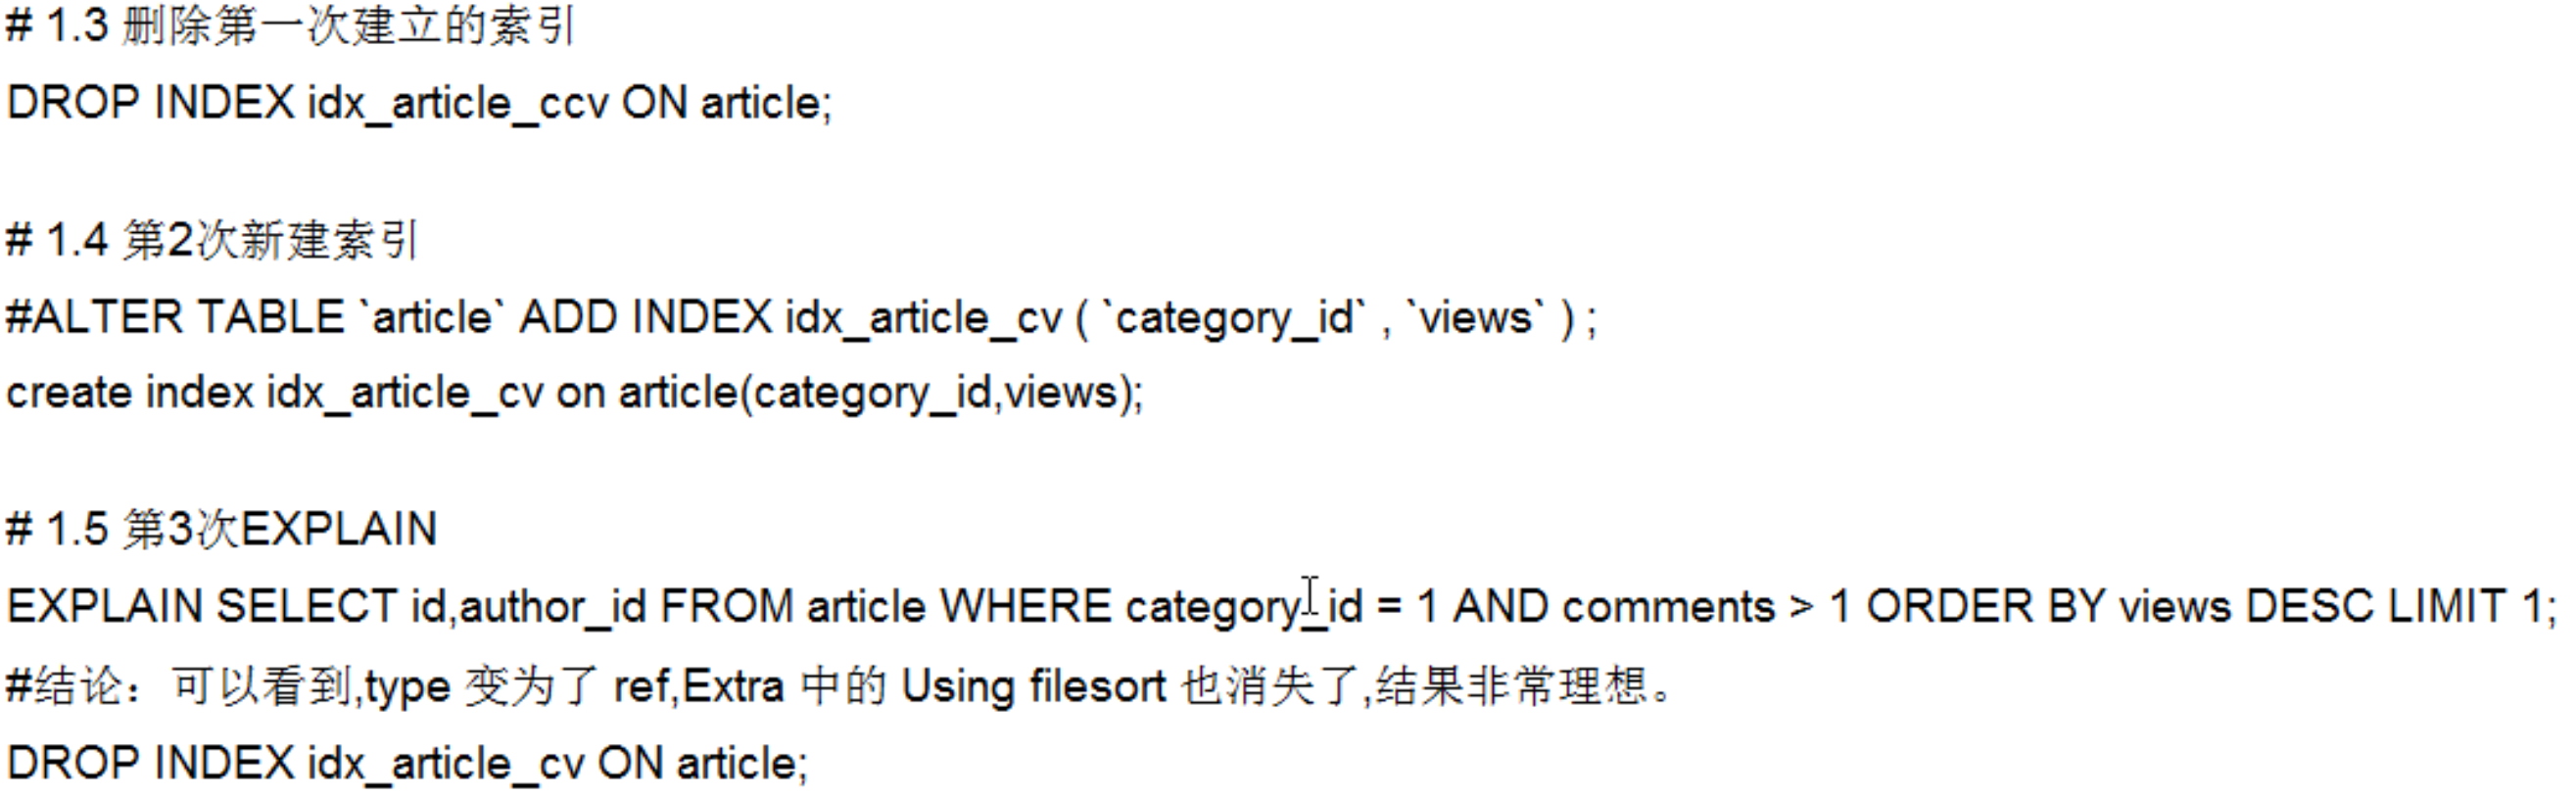 # 1.3 删除第一次建立的索引
DROP INDEX idx_article_ccv ON article;
# 1.4 第2次新建索引
#ALTER TABLE `article` ADD INDEX idx_article_cv ( `category_id` , `views` ) ;
create index idx_article_cv on article(category_id,views);
# 1.5 第3次EXPLAIN
EXPLAIN SELECT id,author_id FROM article WHERE category_id = 1 AND comments > 1 ORDER BY views DESC LIMIT 1;
#结论：可以看到,type 变为了 ref,Extra 中的 Using filesort 也消失了,结果非常理想。
DROP INDEX idx_article_cv ON article;